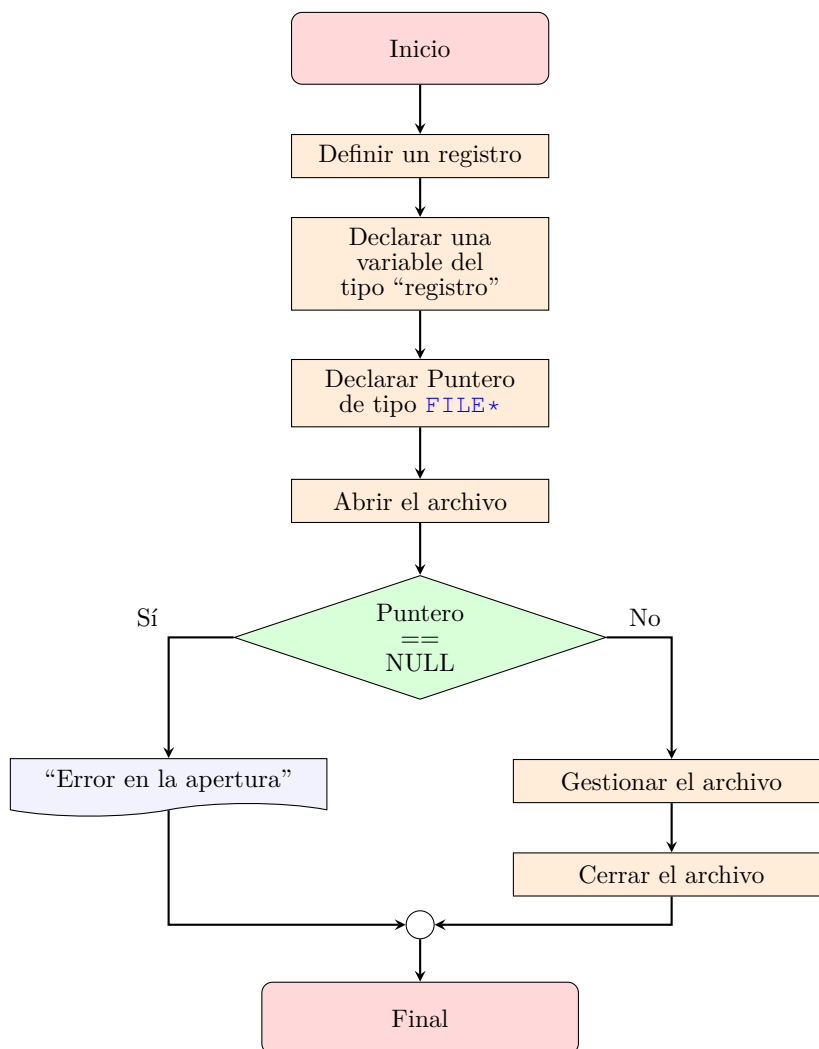 Inicio
Definir un registro
Declarar una
variable del
tipo “registro”
Declarar Puntero
de tipo FILE*
Abrir el archivo
Puntero
==
NULL
Sí
No
“Error en la apertura”
Gestionar el archivo
Cerrar el archivo
Final